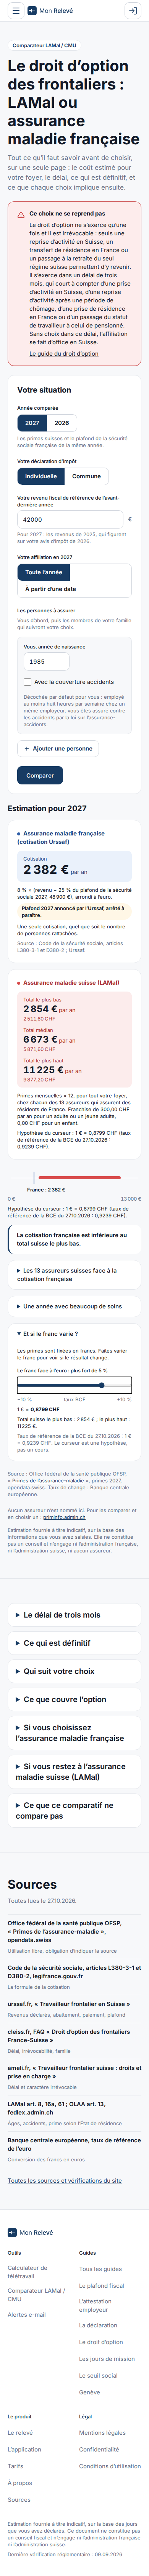 Mon Relevé
Comparateur LAMal / CMU
Le droit d'option
des frontaliers :
LAMal ou
assurance
maladie française
Tout ce qu'il faut savoir avant de choisir,
sur une seule page : le coût estimé pour
votre foyer, le délai, ce qui est définitif, et
ce que chaque choix implique ensuite.
Ce choix ne se reprend pas
Le droit d'option ne s'exerce qu'une
fois et il est irrévocable : seuls une
reprise d'activité en Suisse, un
transfert de résidence en France ou
un passage à la retraite du seul
régime suisse permettent d'y revenir.
Il s'exerce dans un délai de trois
mois, qui court à compter d'une prise
d'activité en Suisse, d'une reprise
d'activité après une période de
chômage, d'une prise de résidence
en France ou d'un passage du statut
de travailleur à celui de pensionné.
Sans choix dans ce délai, l'affiliation
se fait d'office en Suisse.
Le guide du droit d'option
Votre situation
Année comparée
2027
2026
Les primes suisses et le plafond de la sécurité
sociale française de la même année.
Votre déclaration d'impôt
Individuelle
Commune
Votre revenu fiscal de référence de l'avant-
dernière année
42000
€
Pour 2027 : les revenus de 2025, qui figurent
sur votre avis d'impôt de 2026.
Votre affiliation en 2027
Toute l'année
À partir d'une date
Les personnes à assurer
Vous d'abord, puis les membres de votre famille
qui suivront votre choix.
Vous, année de naissance
1985
Avec la couverture accidents
Décochée par défaut pour vous : employé
au moins huit heures par semaine chez un
même employeur, vous êtes assuré contre
les accidents par la loi sur l'assurance-
accidents.
+ Ajouter une personne
Comparer
Estimation pour 2027
Assurance maladie française
(cotisation Urssaf)
Cotisation
2 382 € par an
8 % × (revenu − 25 % du plafond de la sécurité
sociale 2027, 48 900 €), arrondi à l'euro.
Plafond 2027 annoncé par l'Urssaf, arrêté à
paraître.
Une seule cotisation, quel que soit le nombre
de personnes rattachées.
Source : Code de la sécurité sociale, articles
L380-3-1 et D380-2 ; Urssaf.
Assurance maladie suisse (LAMal)
Total le plus bas
2 854 € par an
2 511,60 CHF
Total médian
6 673 € par an
5 871,60 CHF
Total le plus haut
11 225 € par an
9 877,20 CHF
Primes mensuelles × 12, pour tout votre foyer,
chez chacun des 13 assureurs qui assurent des
résidents de France. Franchise de 300,00 CHF
par an pour un adulte ou un jeune adulte,
0,00 CHF pour un enfant.
Hypothèse du curseur : 1 € = 0,8799 CHF (taux
de référence de la BCE du 27.10.2026 :
0,9239 CHF).
France : 2 382 €
0 €
13 000 €
Hypothèse du curseur : 1 € = 0,8799 CHF (taux de
référence de la BCE du 27.10.2026 : 0,9239 CHF).
La cotisation française est inférieure au
total suisse le plus bas.
Les 13 assureurs suisses face à la
cotisation française
Une année avec beaucoup de soins
Et si le franc varie ?
Les primes sont fixées en francs. Faites varier
le franc pour voir si le résultat change.
Le franc face à l'euro : plus fort de 5 %
−10 %
taux BCE
+10 %
1 € = 0,8799 CHF
Total suisse le plus bas : 2 854 € ; le plus haut :
11 225 €.
Taux de référence de la BCE du 27.10.2026 : 1 €
= 0,9239 CHF. Le curseur est une hypothèse,
pas un cours.
Source : Office fédéral de la santé publique OFSP,
« Primes de l'assurance-maladie », primes 2027,
opendata.swiss. Taux de change : Banque centrale
européenne.
Aucun assureur n'est nommé ici. Pour les comparer et
en choisir un : priminfo.admin.ch
Estimation fournie à titre indicatif, sur la base des
informations que vous avez saisies. Elle ne constitue
pas un conseil et n'engage ni l'administration française,
ni l'administration suisse, ni aucun assureur.
Le délai de trois mois
Ce qui est définitif
Qui suit votre choix
Ce que couvre l'option
Si vous choisissez
l'assurance maladie française
Si vous restez à l'assurance
maladie suisse (LAMal)
Ce que ce comparatif ne
compare pas
Sources
Toutes lues le 27.10.2026.
Office fédéral de la santé publique OFSP,
« Primes de l'assurance-maladie »,
opendata.swiss
Utilisation libre, obligation d'indiquer la source
Code de la sécurité sociale, articles L380-3-1 et
D380-2, legifrance.gouv.fr
La formule de la cotisation
urssaf.fr, « Travailleur frontalier en Suisse »
Revenus déclarés, abattement, paiement, plafond
cleiss.fr, FAQ « Droit d'option des frontaliers
France-Suisse »
Délai, irrévocabilité, famille
ameli.fr, « Travailleur frontalier suisse : droits et
prise en charge »
Délai et caractère irrévocable
LAMal art. 8, 16a, 61 ; OLAA art. 13,
fedlex.admin.ch
Âges, accidents, prime selon l'État de résidence
Banque centrale européenne, taux de référence
de l'euro
Conversion des francs en euros
Toutes les sources et vérifications du site
Mon Relevé
Outils
Calculateur de
télétravail
Comparateur LAMal /
CMU
Alertes e-mail
Guides
Tous les guides
Le plafond fiscal
L'attestation
employeur
La déclaration
Le droit d'option
Les jours de mission
Le seuil social
Genève
Le produit
Le relevé
L'application
Tarifs
À propos
Sources
Légal
Mentions légales
Confidentialité
Conditions d'utilisation
Estimation fournie à titre indicatif, sur la base des jours
que vous avez déclarés. Ce document ne constitue pas
un conseil fiscal et n'engage ni l'administration française
ni l'administration suisse.
Dernière vérification réglementaire : 09.09.2026